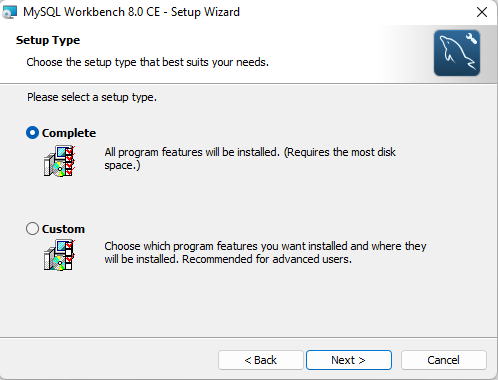 MySQL Workbench 8.0 CE - Setup Wizard
Setup Type
Choose the setup type that best suits your needs.
Please select a setup type.
Complete
All program features will be installed. (Requires the most disk
space.)
Custom
Choose which program features you want installed and where they
will be installed. Recommended for advanced users.
< Back Next > Cancel